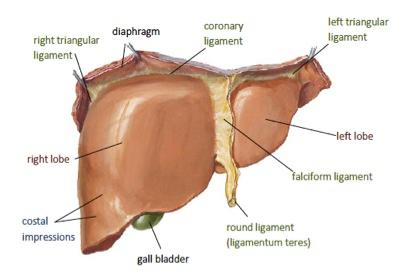 diaphragm
coronary
ligament
left triangular
ligament
right triangular
ligament
left lobe
right lobe
falciform ligament
costal
impressions
round ligament
(ligamentum teres)
gall bladder